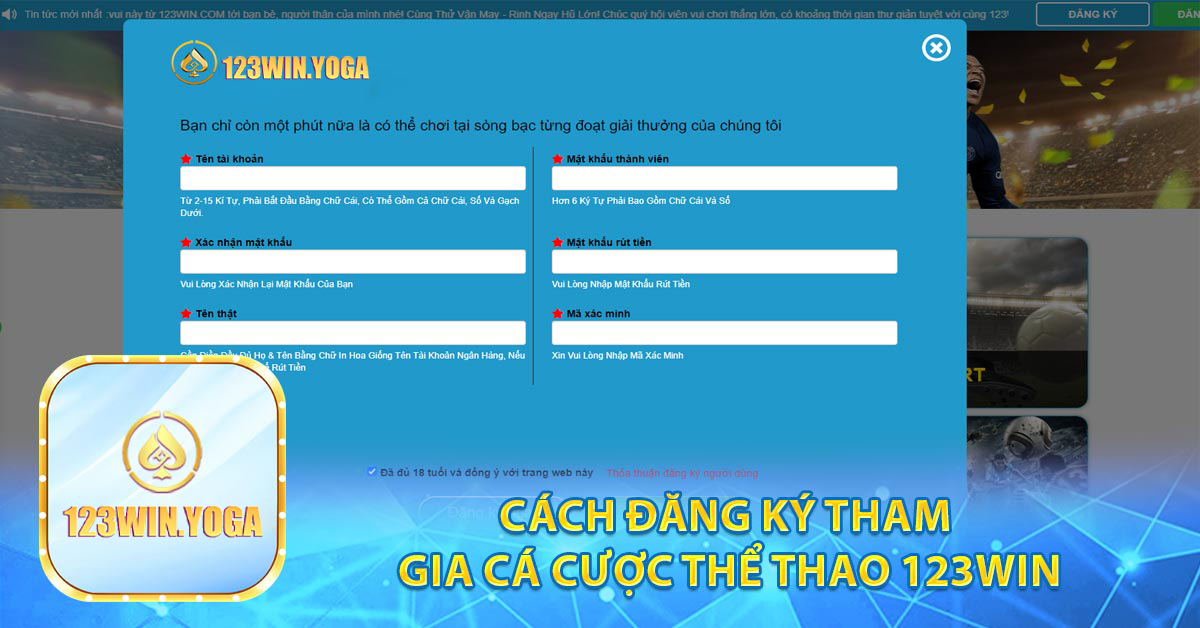 Tin tức mới nhất :vui này từ 123WIN.COM tới bạn bè, người thân của mình nhé! Cùng Thử Vận May - Rinh Ngay Hũ Lớn! Chúc quý hội viên vui chơi thắng lớn, có khoảng thời gian thư giãn tuyệt vời cùng 123
ĐĂNG KÝ
ĐĂN
123WIN.YOGA
Bạn chỉ còn một phút nữa là có thể chơi tại sòng bạc từng đoạt giải thưởng của chúng tôi
Tên tài khoản
Từ 2-15 Kí Tự, Phải Bắt Đầu Bằng Chữ Cái, Có Thể Gồm Cả Chữ Cái, Số Và Gạch
Dưới.
Mật khẩu thành viên
Hơn 6 Ký Tự Phải Bao Gồm Chữ Cái Và Số
Xác nhận mật khẩu
Vui Lòng Xác Nhận Lại Mật Khẩu Của Bạn
Mật khẩu rút tiền
Vui Lòng Nhập Mật Khẩu Rút Tiền
Tên thật
Cần Điền Đầy Đủ Họ & Tên Bằng Chữ In Hoa Giống Tên Tài Khoản Ngân Hàng, Nếu
Rút Tiền
Mã xác minh
Xin Vui Lòng Nhập Mã Xác Minh
RT
Đã đủ 18 tuổi và đồng ý với trang web này Thỏa thuận đăng ký người dùng
123WIN.YOGA
CÁCH ĐĂNG KÝ THAM
GIA CÁ CƯỢC THỂ THAO 123WIN